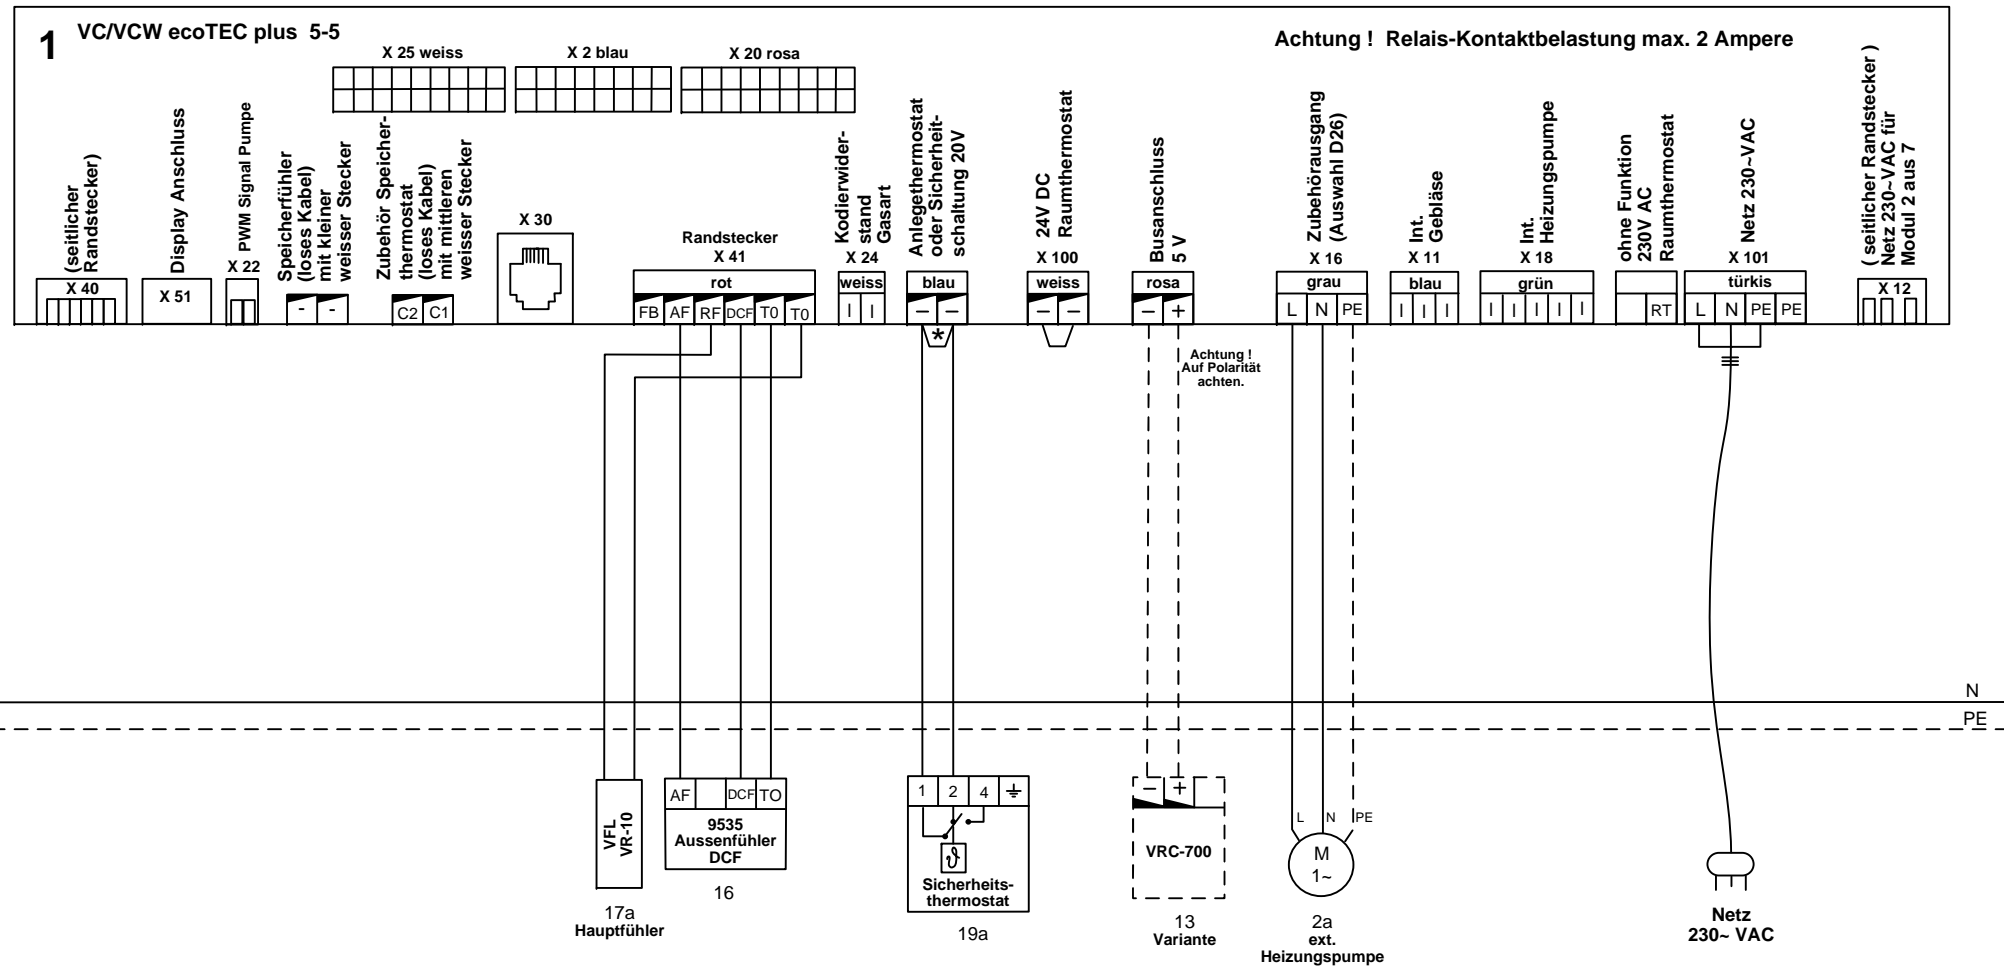 1
VC/VCW ecoTEC plus 5-5
Achtung ! Relais-Kontaktbelastung max. 2 Ampere
X 25 weiss
X 2 blau
X 20 rosa
(seitlicher
Randstecker)
X 40
Display Anschluss
X 51
PWM Signal Pumpe
X 22
Speicherfühler
(loses Kabel)
mit kleiner
weisser Stecker
- -
Zubehör Speicher-
thermostat
(loses Kabel)
mit mittleren
weisser Stecker
C2 C1
X 30
Randstecker
X 41
rot
FB AF RF DCF T0 T0
Kodierwider-
stand
Gasart
X 24
weiss
I I
Anlegethermostat
oder Sicherheit-
schaltung 20V
blau
– –
*
24V DC
Raumthermostat
X 100
weiss
– –
Busanschluss
5 V
rosa
– +
Achtung !
Auf Polarität
achten.
Zubehörausgang
(Auswahl D26)
X 16
grau
L N PE
Int.
Gebläse
X 11
blau
I I I
Int.
Heizungspumpe
X 18
grün
I I I I I
ohne Funktion
230V AC
Raumthermostat
RT
Netz 230~VAC
X 101
türkis
L N PE PE
( seitlicher Randstecker )
Netz 230~VAC für
Modul 2 aus 7
X 12
N
PE
VFL
VR-10
17a
Hauptfühler
AF DCF TO
9535
Aussenfühler
DCF
16
1 2 4
ϑ
Sicherheits-
thermostat
19a
– +
VRC-700
13
Variante
L N PE
M
1~
2a
ext.
Heizungspumpe
Netz
230~ VAC